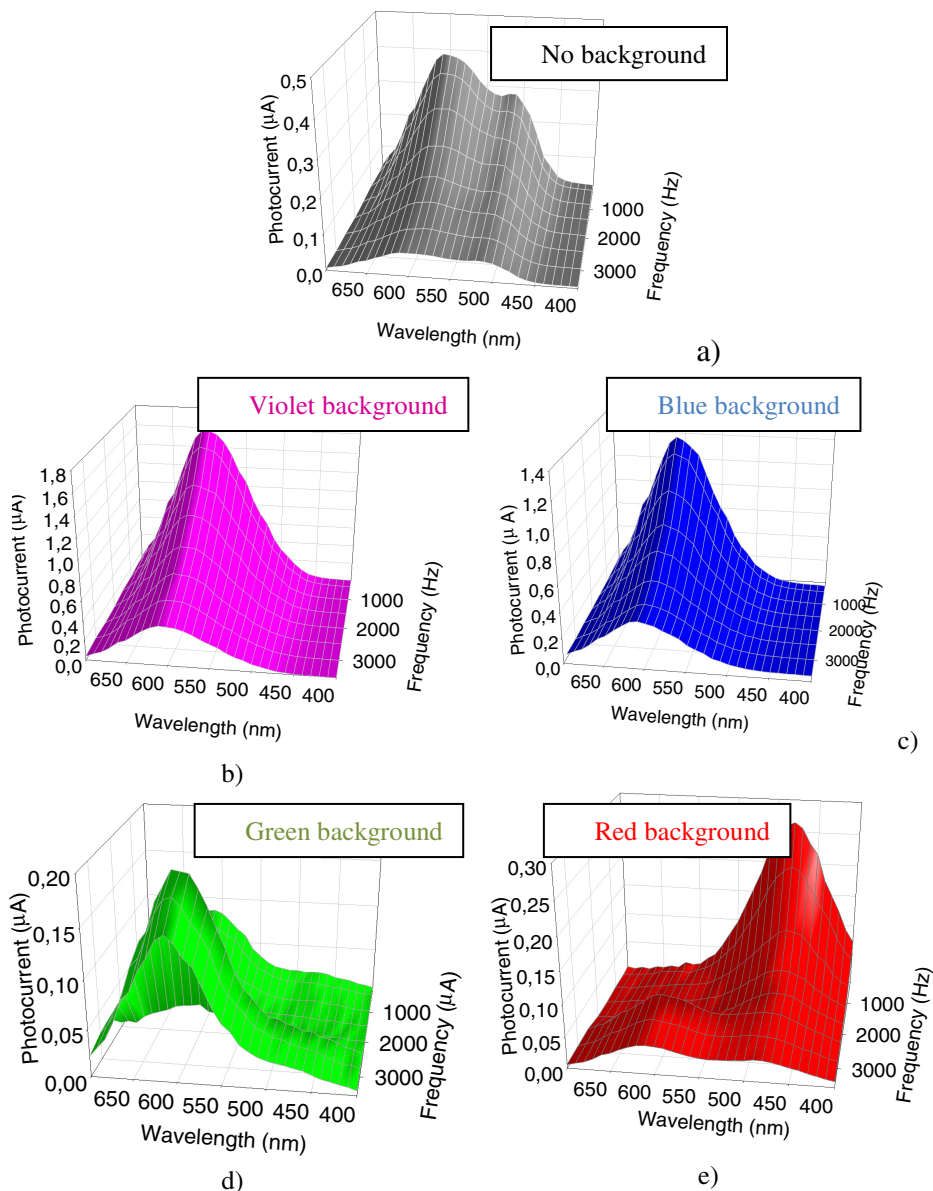 No background
0,5
0,4
0,3
0,2
0,1
0,0
Photocurrent (µA)
650 600 550 500 450 400
Wavelength (nm)
1000
2000
3000
Frequency (Hz)
a)
Violet background
1,8
1,6
1,4
1,2
1,0
0,8
0,6
0,4
0,2
0,0
Photocurrent (µA)
650 600 550 500 450 400
Wavelength (nm)
1000
2000
3000
Frequency (Hz)
b)
Blue background
1,4
1,2
1,0
0,8
0,6
0,4
0,2
0,0
Photocurrent (µ A)
650 600 550 500 450 400
Wavelength (nm)
1000
2000
3000
Frequency (Hz)
c)
Green background
0,20
0,15
0,10
0,05
0,00
Photocurrent (µA)
650 600 550 500 450 400
Wavelength (nm)
1000
2000
3000
Frequency (µA)
d)
Red background
0,30
0,25
0,20
0,15
0,10
0,05
0,00
Photocurrent (µA)
650 600 550 500 450 400
Wavelength (nm)
1000
2000
3000
Frequency (Hz)
e)